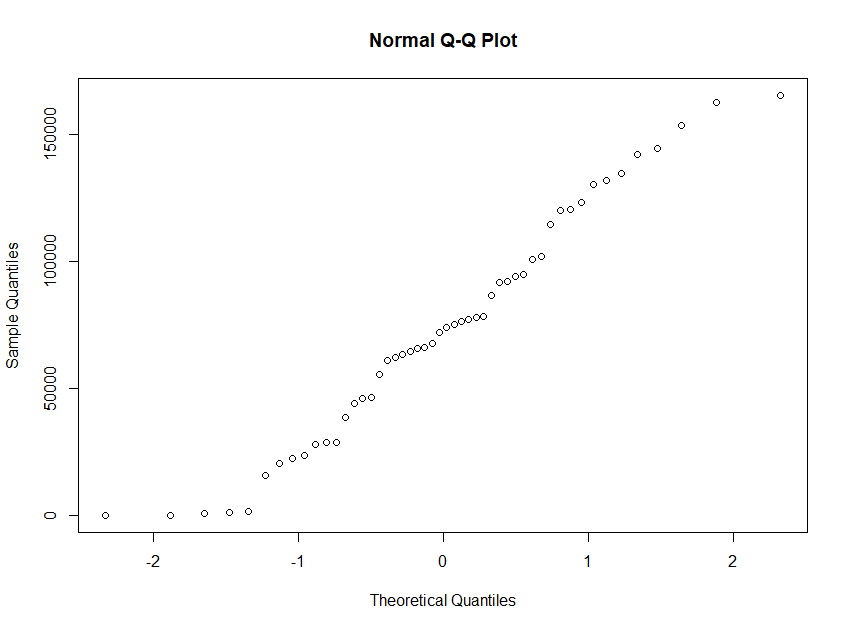 Normal Q-Q Plot
Sample Quantiles
150000
100000
50000
0
-2 -1 0 1 2
Theoretical Quantiles